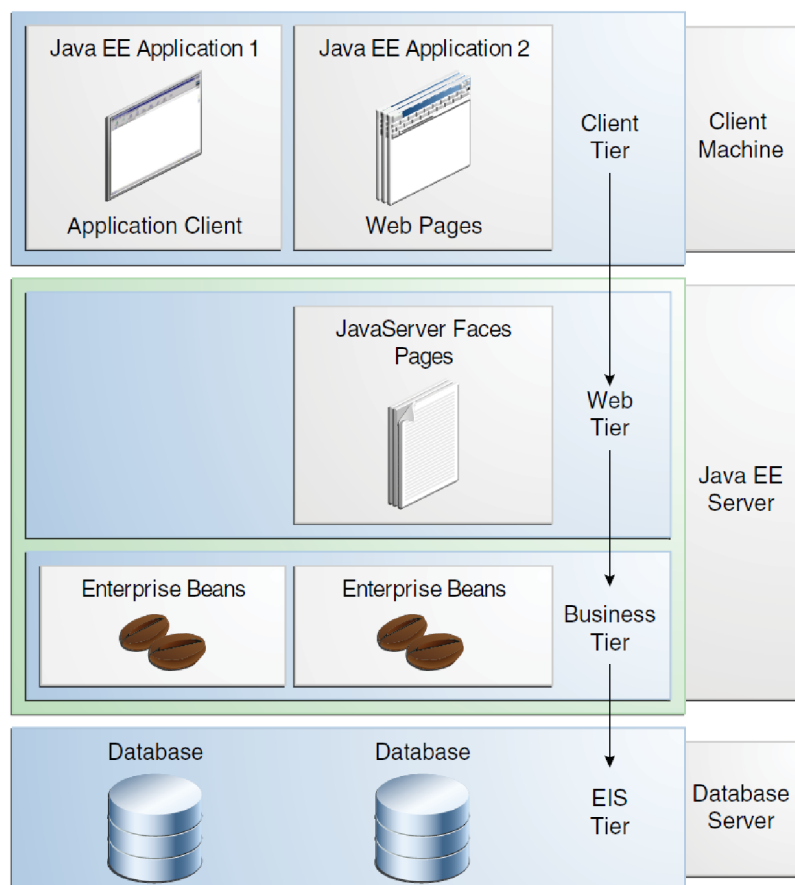 Java EE Application 1
Java EE Application 2
Application Client
Web Pages
Client
Tier
Client
Machine
JavaServer Faces
Pages
Web
Tier
Java EE
Server
Enterprise Beans
Enterprise Beans
Business
Tier
Database
Database
EIS
Tier
Database
Server